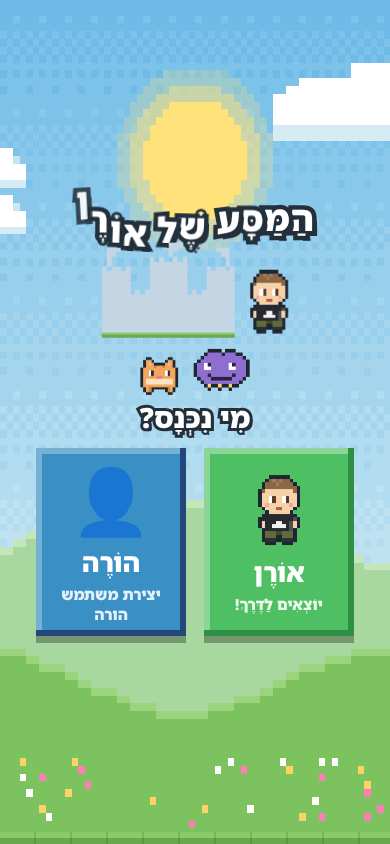 הַמַּסָּע שֶׁל אוֹרֶן
מִי נִכְנָס?
אוֹרֶן
יוֹצְאִים לַדֶּרֶךְ!
הוֹרֶה
יצירת משתמש
הורה